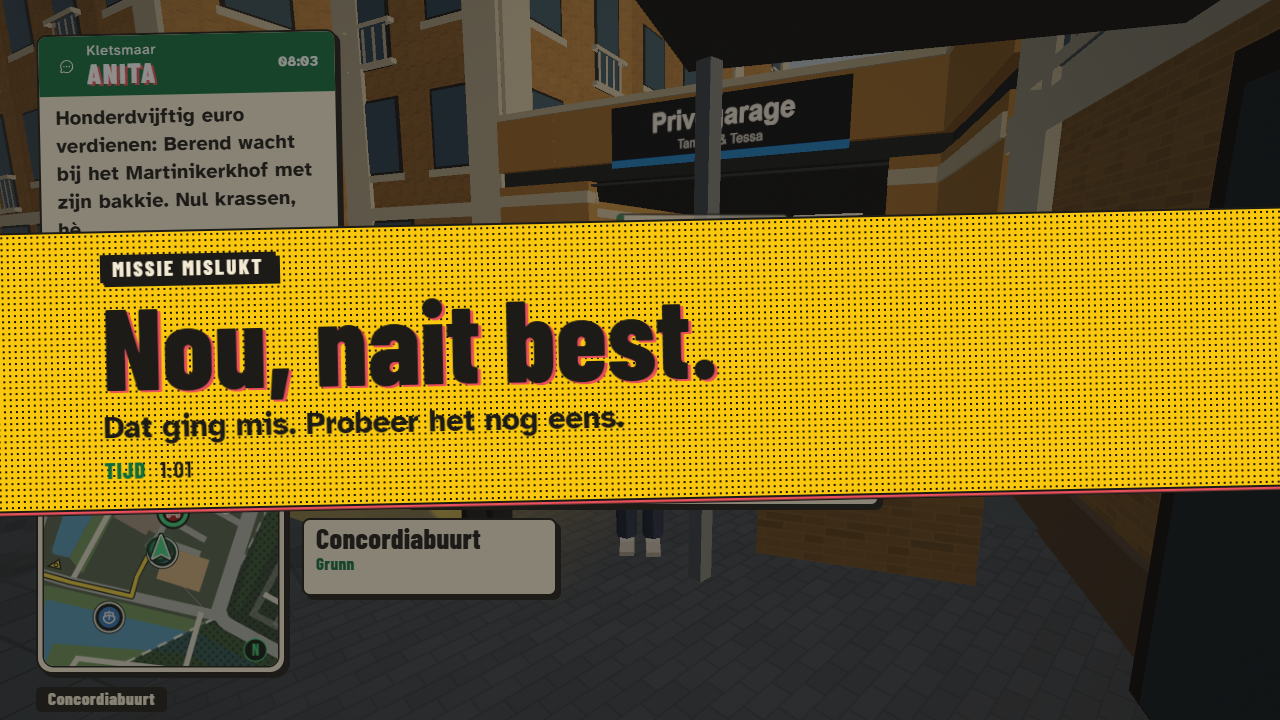 Kletsmaar
ANITA
08:03
Honderdvijftig euro
verdienen: Berend wacht
bij het Martinikerkhof met
zijn bakkie. Nul krassen,
hè
Tessa
MISSIE MISLUKT
Nou, nait best.
Dat ging mis. Probeer het nog eens.
TIJD 1:01
Concordiabuurt
Grunn
N
Concordiabuurt